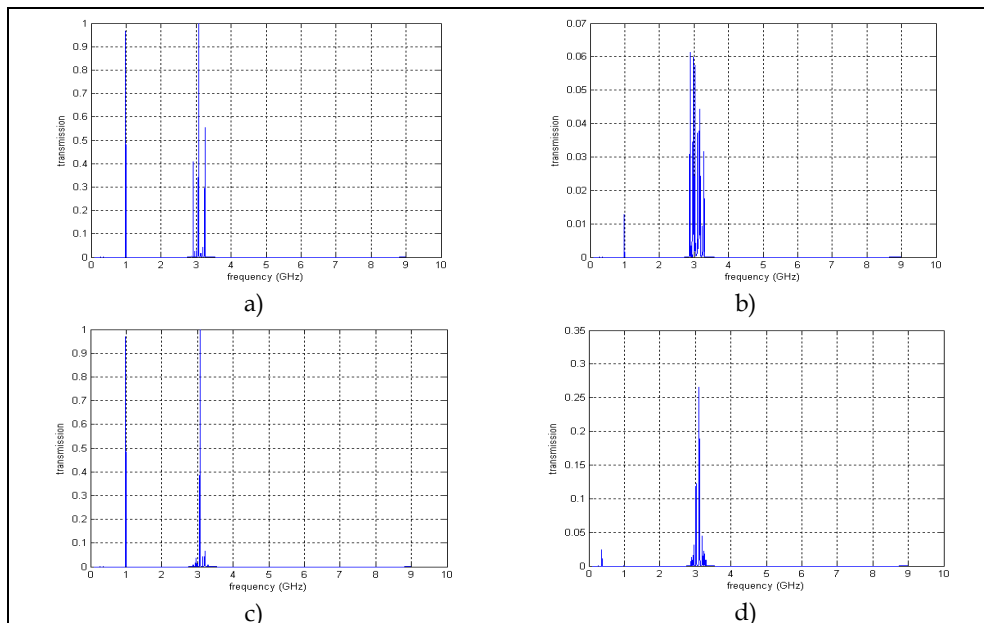 1
0.9
0.8
0.7
0.6
0.5
0.4
0.3
0.2
0.1
0
transmission
0 1 2 3 4 5 6 7 8 9 10
frequency (GHz)
a)
0.07
0.06
0.05
0.04
0.03
0.02
0.01
0
transmission
0 1 2 3 4 5 6 7 8 9 10
frequency (GHz)
b)
1
0.9
0.8
0.7
0.6
0.5
0.4
0.3
0.2
0.1
0
transmission
0 1 2 3 4 5 6 7 8 9 10
frequency (GHz)
c)
0.35
0.3
0.25
0.2
0.15
0.1
0.05
0
transmission
0 1 2 3 4 5 6 7 8 9 10
frequency (GHz)
d)